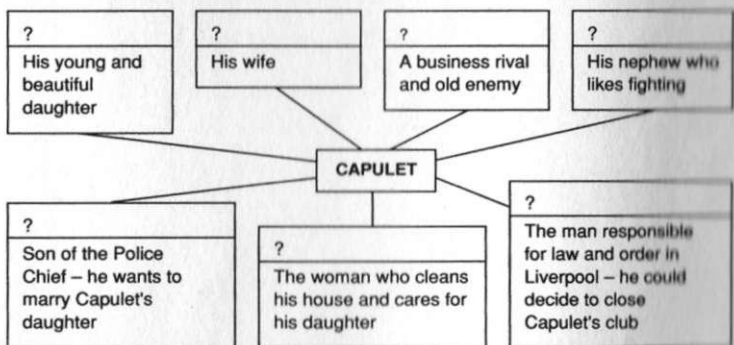 ?
His young and
beautiful
daughter
?
His wife
?
A business rival
and old enemy
?
His nephew who
likes fighting
CAPULET
?
Son of the Police
Chief – he wants to
marry Capulet's
daughter
?
The woman who cleans
his house and cares for
his daughter
?
The man responsible
for law and order in
Liverpool – he could
decide to close
Capulet's club